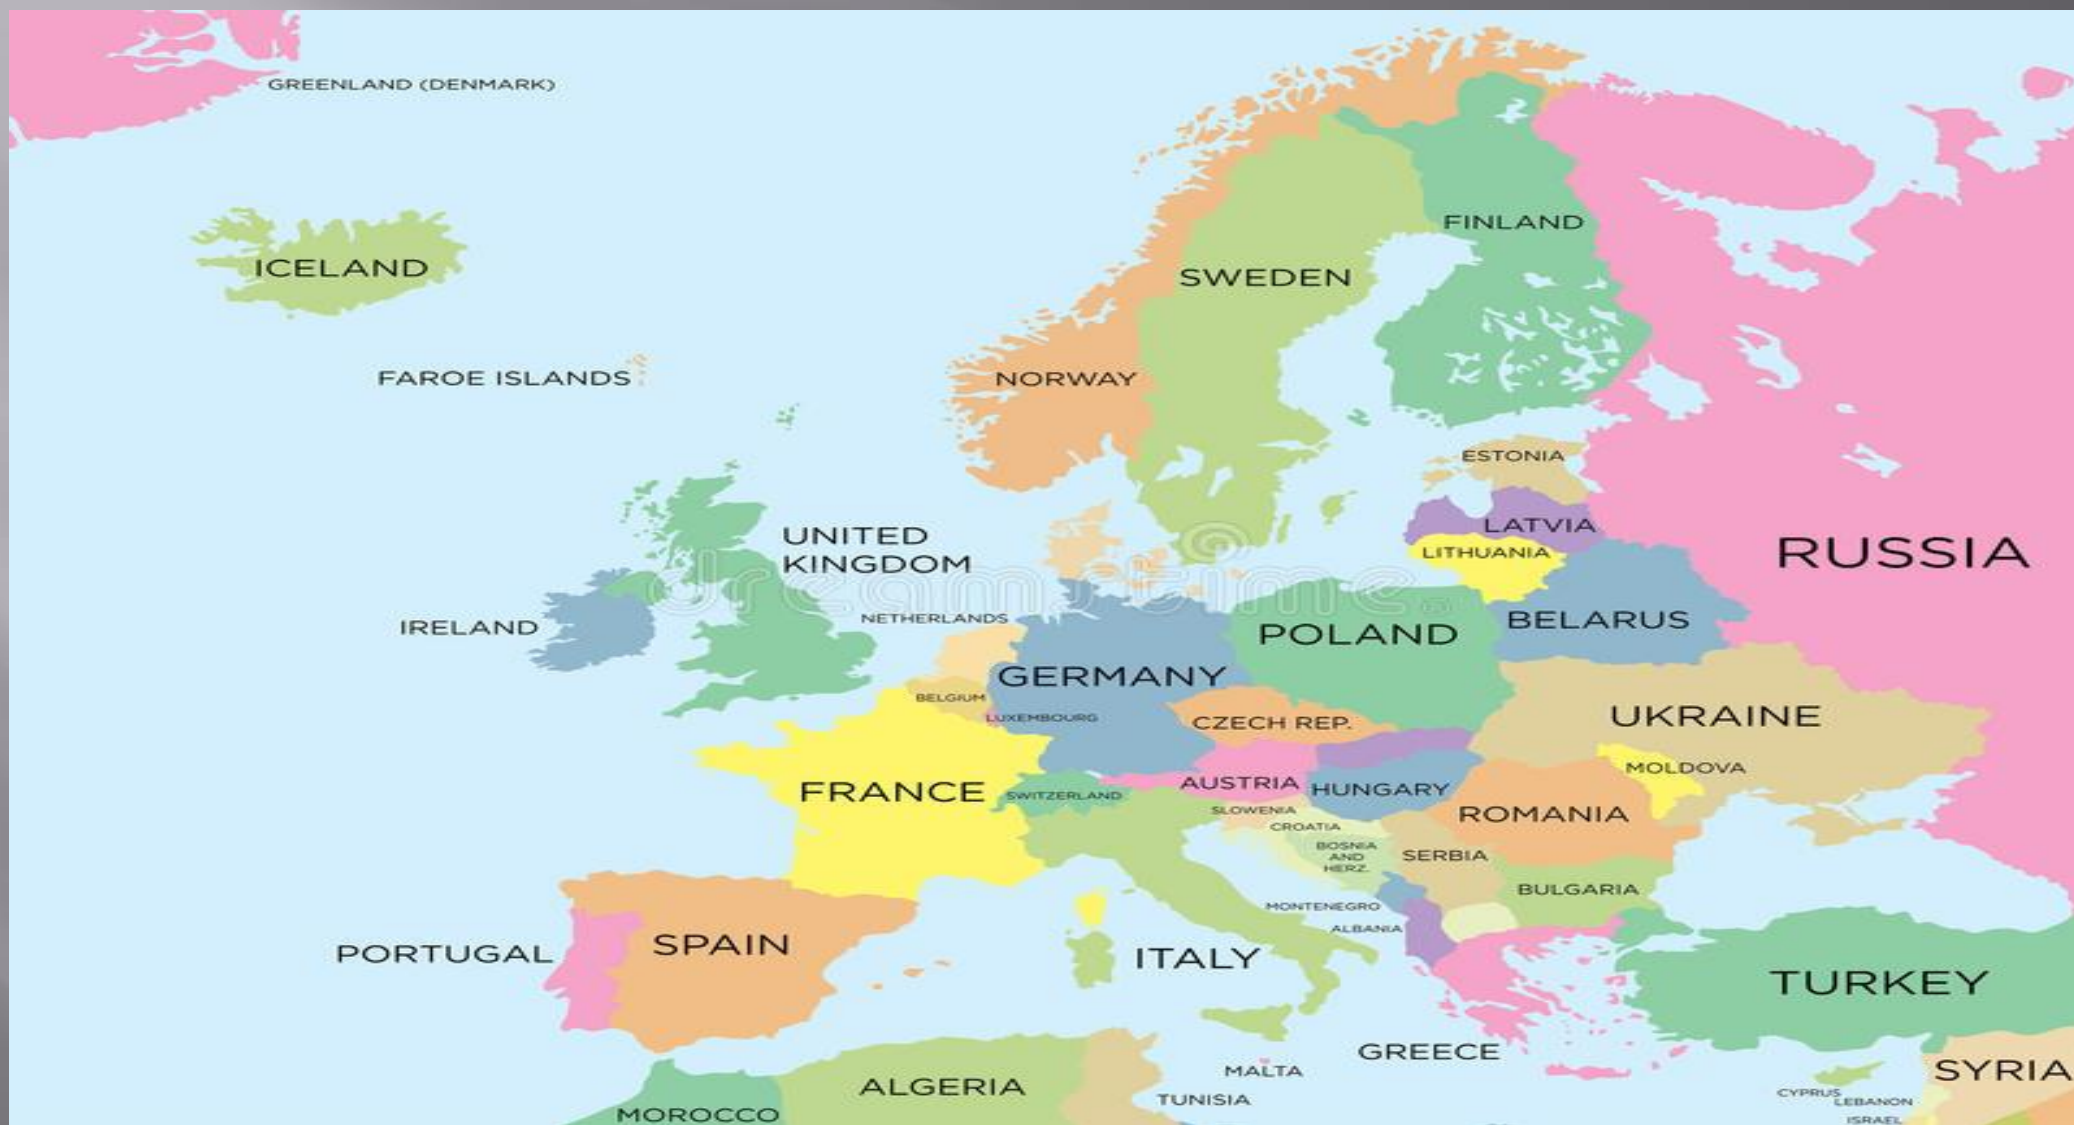 GREENLAND (DENMARK)
ICELAND
FAROE ISLANDS
FINLAND
SWEDEN
NORWAY
ESTONIA
LATVIA
LITHUANIA
RUSSIA
UNITED
KINGDOM
dreamstime.
IRELAND
NETHERLANDS
BELARUS
POLAND
GERMANY
BELGIUM
LUXEMBOURG
CZECH REP.
UKRAINE
MOLDOVA
FRANCE
SWITZERLAND
AUSTRIA
HUNGARY
SLOWENIA
CROATIA
ROMANIA
BOSNIA
AND
HERZ.
SERBIA
BULGARIA
MONTENEGRO
ALBANIA
PORTUGAL
SPAIN
ITALY
TURKEY
GREECE
MALTA
SYRIA
ALGERIA
TUNISIA
CYPRUS
LEBANON
MOROCCO
ISRAEL